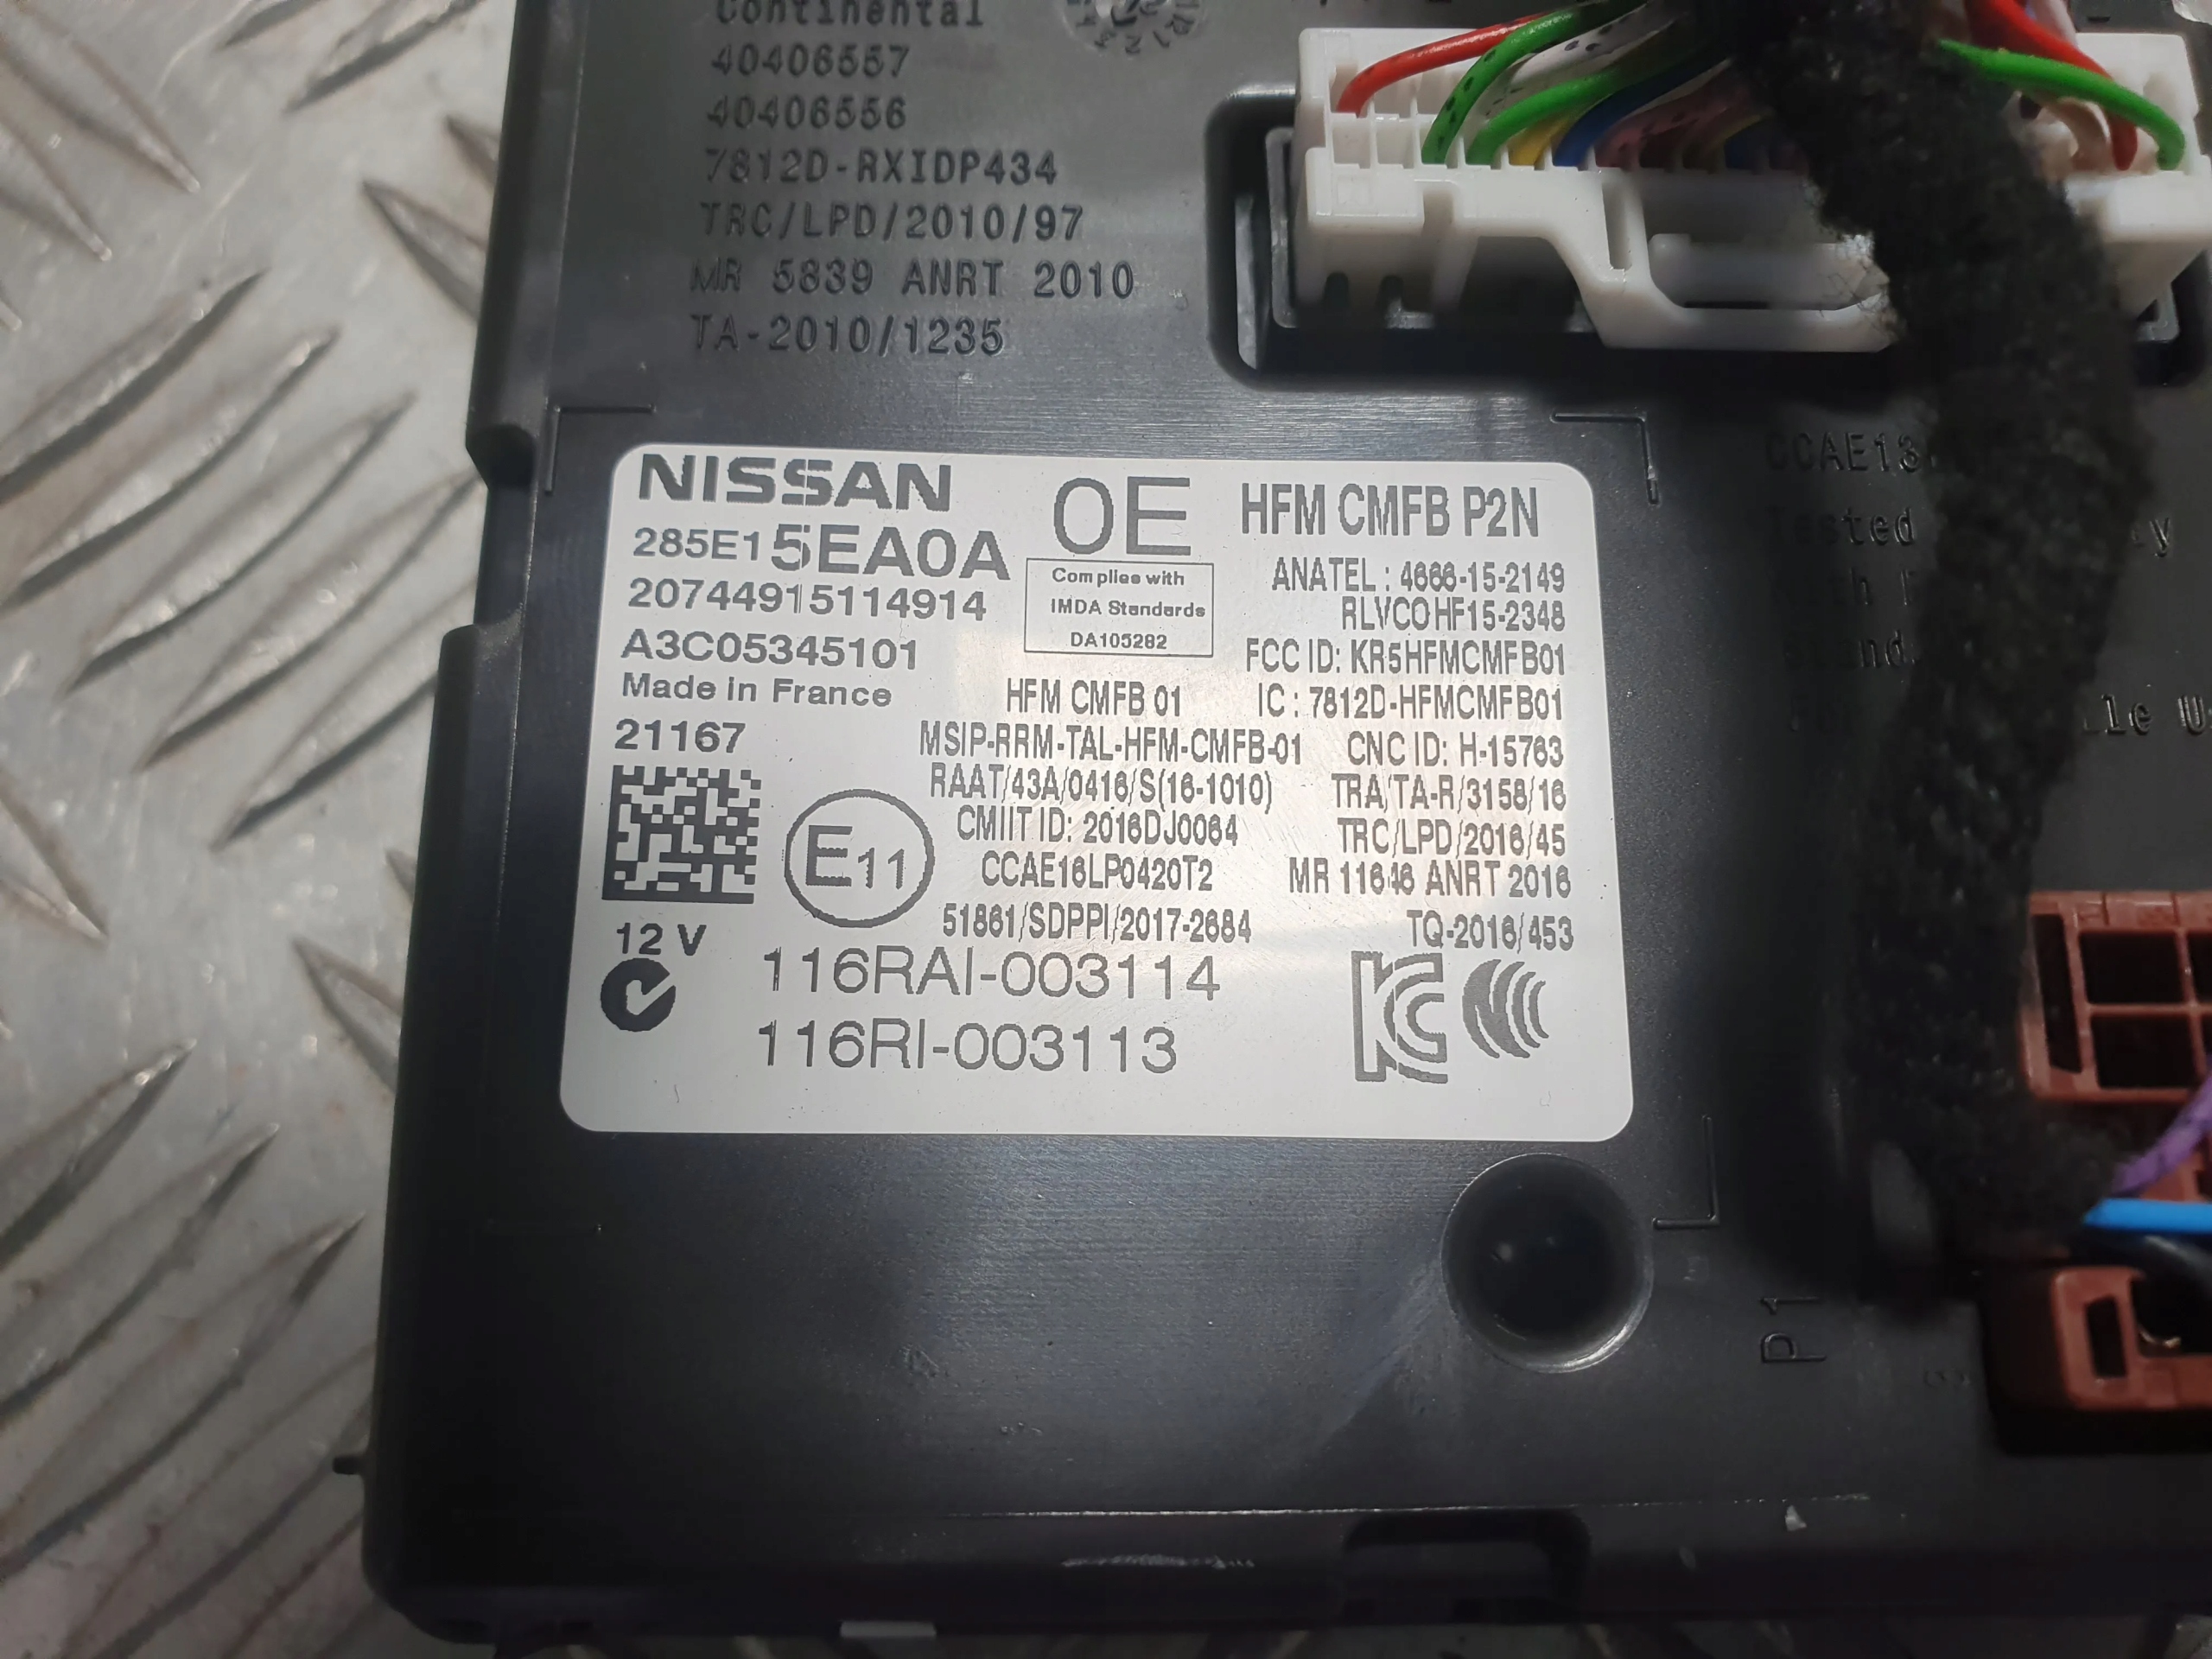 Continental
40406557
40406556
7812D-RXIDP434
TRC/LPD/2010/97
MR 5839 ANRT 2010
TA-2010/1235
NISSAN
285E1 5EA0A
20744915114914
A3C05345101
Made in France
21167
12 V
0E
Complies with
IMDA Standards
DA105282
HFM CMFB P2N
ANATEL : 4666-15-2149
RLVCOHF15-2348
FCC ID: KR5HFMCMFB01
HFM CMFB 01
IC : 7812D-HFMCMFB01
MSIP-RRM-TAL-HFM-CMFB-01
CNC ID: H-15763
RAAT/43A/0416/S(16-1010)
TRA/TA-R/3158/16
CMIIT ID: 2016DJ0064
TRC/LPD/2016/45
CCAE16LP0420T2
MR 11646 ANRT 2016
51861/SDPPI/2017-2684
TQ-2016/453
E11
116RAI-003114
116RI-003113
KC
CCAE13
Tested
P1